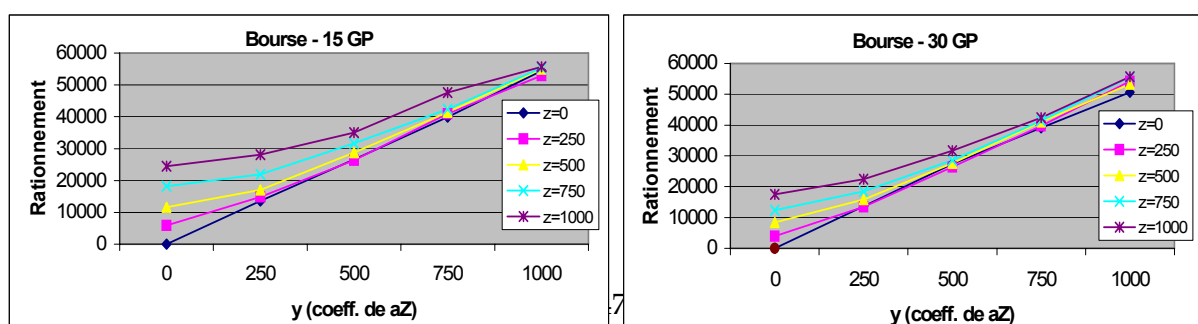 Bourse - 15 GP
60000
50000
40000
30000
20000
10000
0
Rationnement
0 250 500 750 1000
y (coeff. de aZ)
z=0
z=250
z=500
z=750
z=1000
47
Bourse - 30 GP
60000
50000
40000
30000
20000
10000
0
Rationnement
0 250 500 750 1000
y (coeff. de aZ)
z=0
z=250
z=500
z=750
z=1000